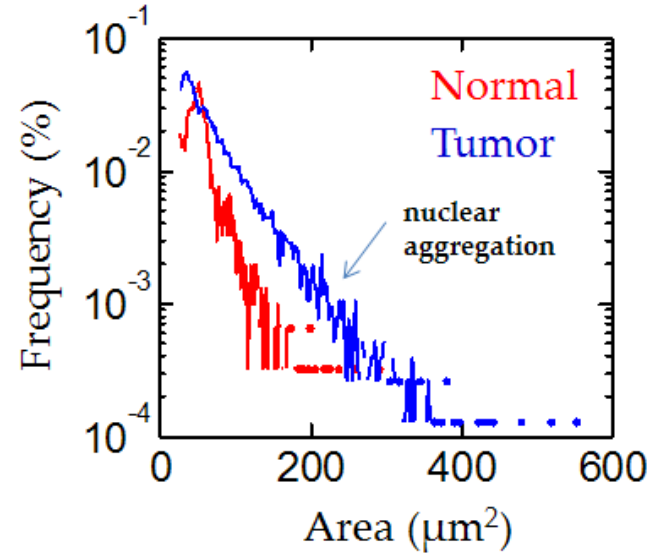 Frequency (%)
10⁻¹
10⁻²
10⁻³
10⁻⁴
Normal
Tumor
nuclear
aggregation
0 200 400 600
Area (μm²)